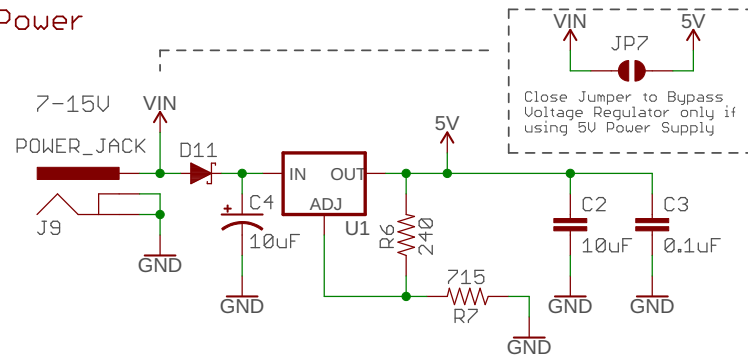 Power
VIN
5V
JP7
Close Jumper to Bypass
Voltage Regulator only if
using 5V Power Supply
7-15V
VIN
POWER_JACK
D11
5V
IN
OUT
ADJ
U1
C4
10uF
R6
240
C2
10uF
C3
0.1uF
J9
GND
715
R7
GND
GND
GND
GND